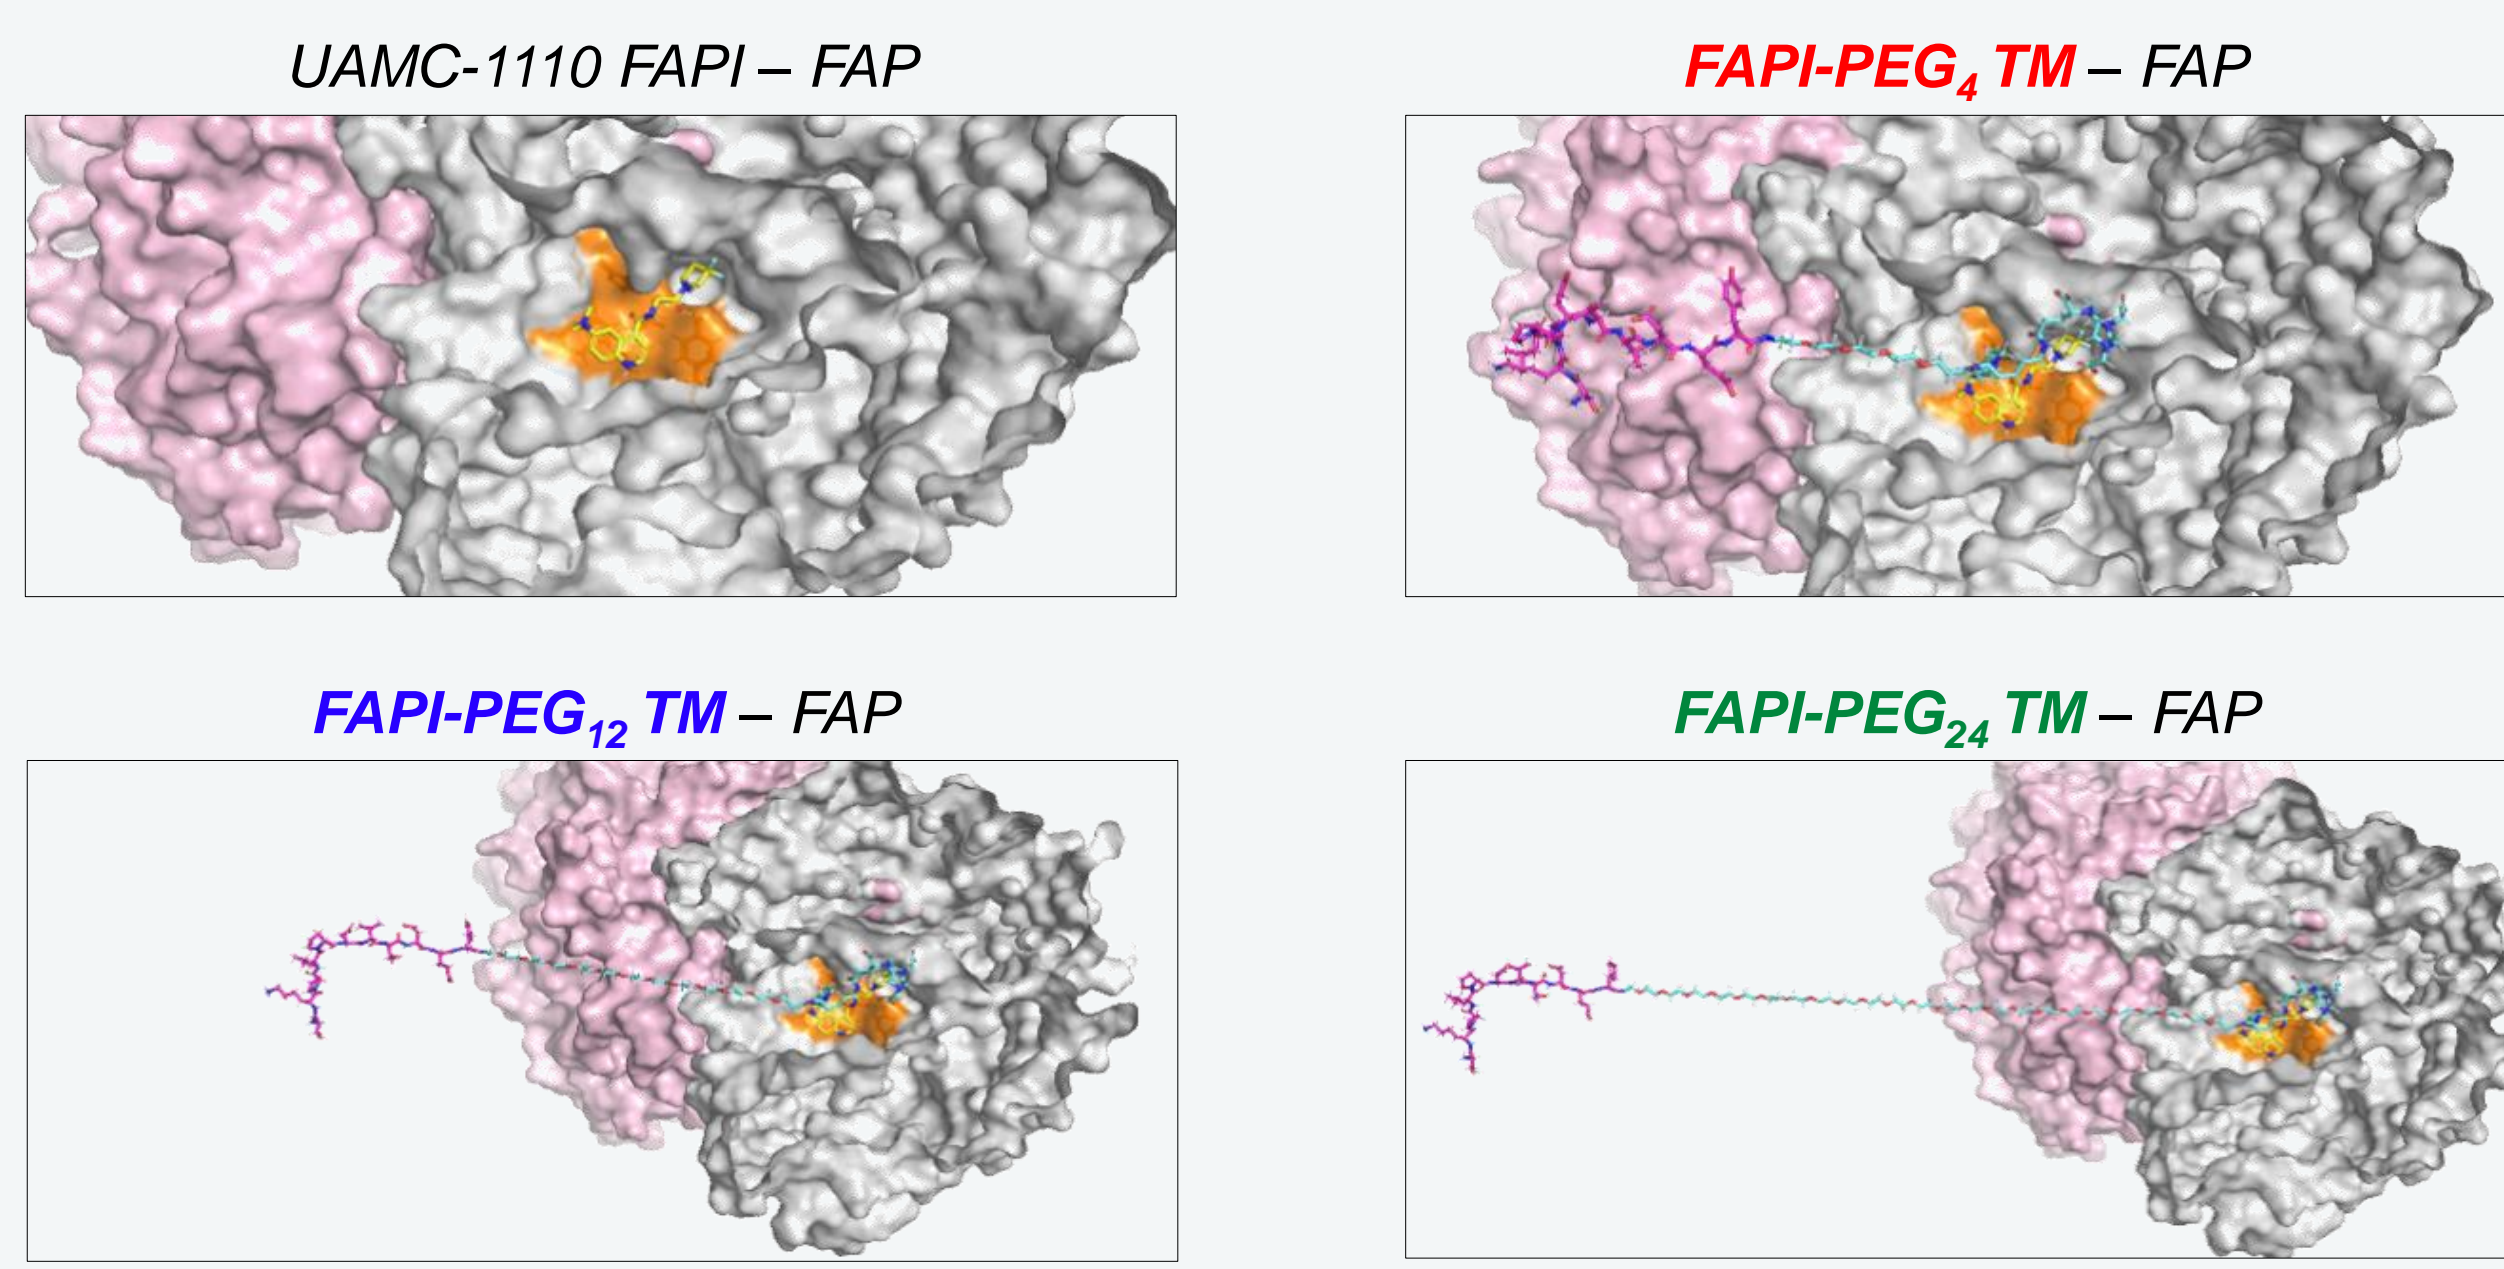 UAMC-1110 FAPI – FAP
FAPI-PEG₄ TM – FAP
FAPI-PEG₁₂ TM – FAP
FAPI-PEG₂₄ TM – FAP